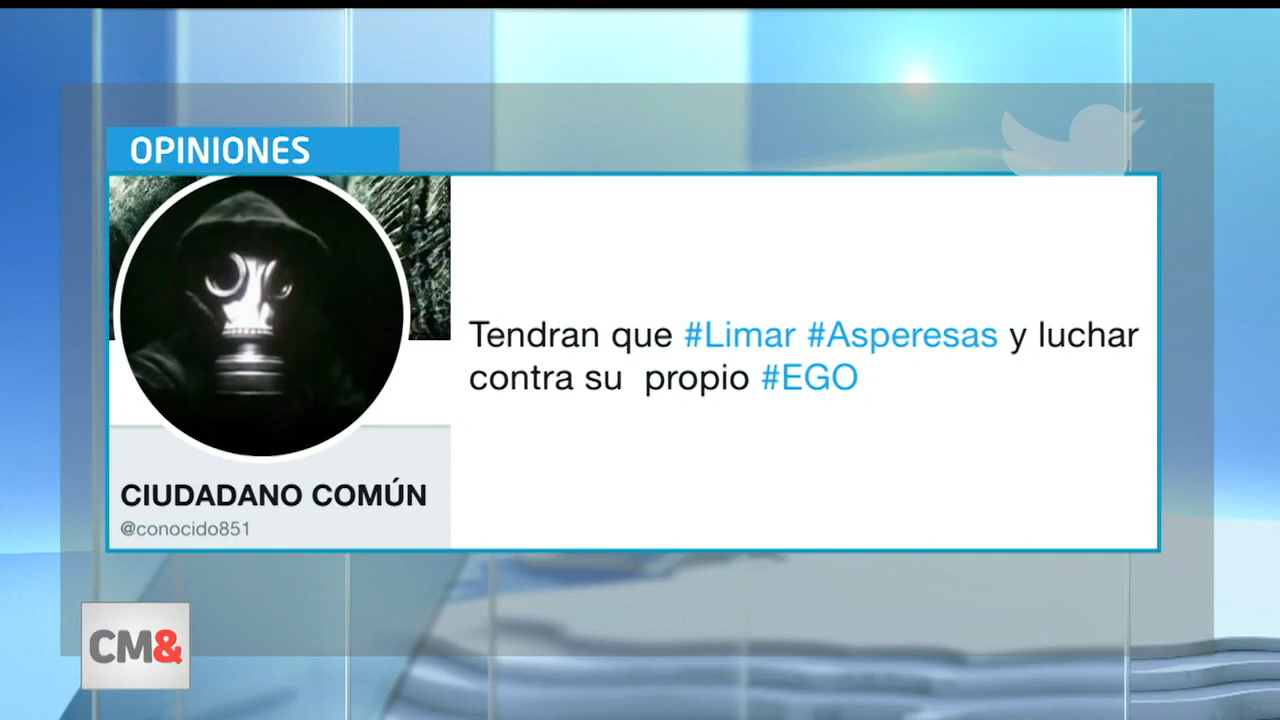 OPINIONES
Tendran que #Limar #Asperesas y luchar
contra su propio #EGO
CIUDADANO COMÚN
@conocido851
CM&